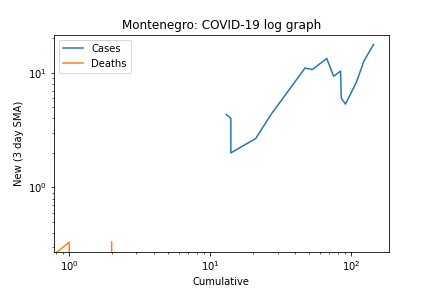 Montenegro: COVID-19 log graph
Cases
Deaths
New (3 day SMA)
10¹
10⁰
10⁰ 10¹ 10²
Cumulative